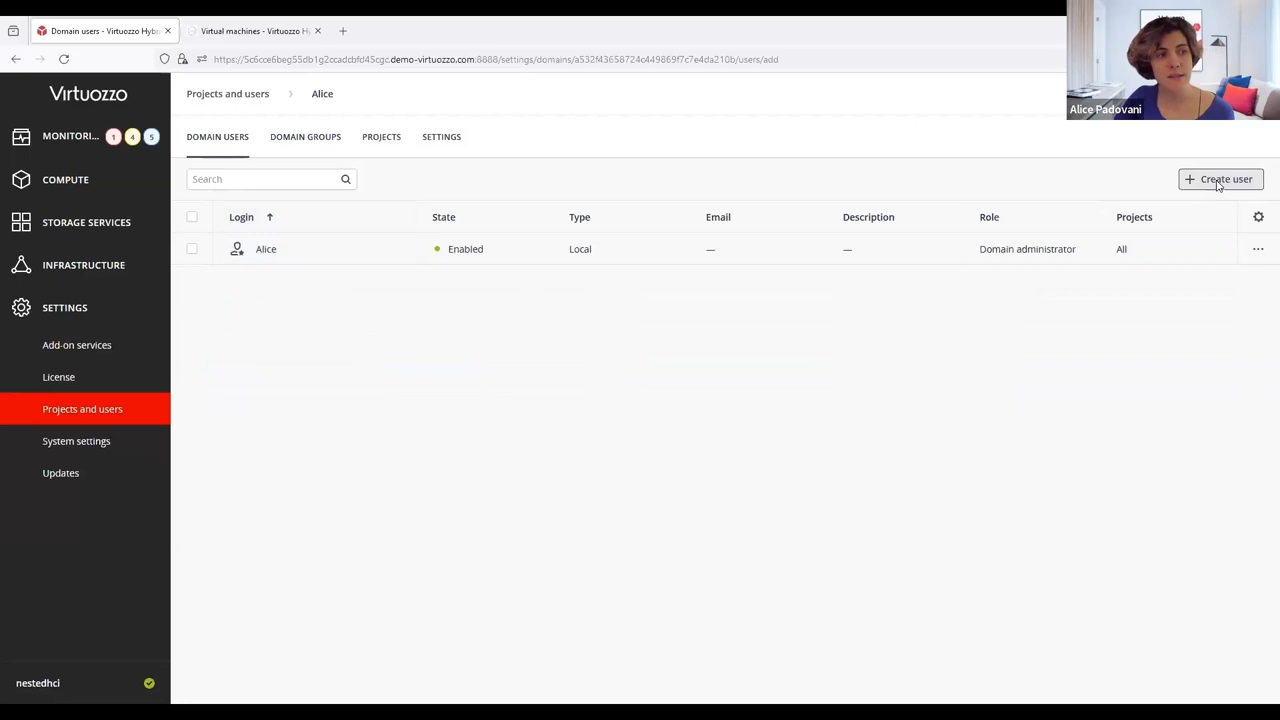 Domain users - Virtuozzo Hybr
Virtual machines - Virtuozzo Hy
demo-virtuozzo.com:8888/settings/domains/a532f43658724c449869f7c7e4da210b/users/add
Virtuozzo
Alice Padovani
Projects and users > Alice
MONITORI... 1 4 5
DOMAIN USERS DOMAIN GROUPS PROJECTS SETTINGS
COMPUTE
Search
+ Create user
STORAGE SERVICES
Login ↑ State Type Email Description Role Projects
Alice Enabled Local — — Domain administrator All ...
INFRASTRUCTURE
SETTINGS
Add-on services
License
Projects and users
System settings
Updates
nestedhci